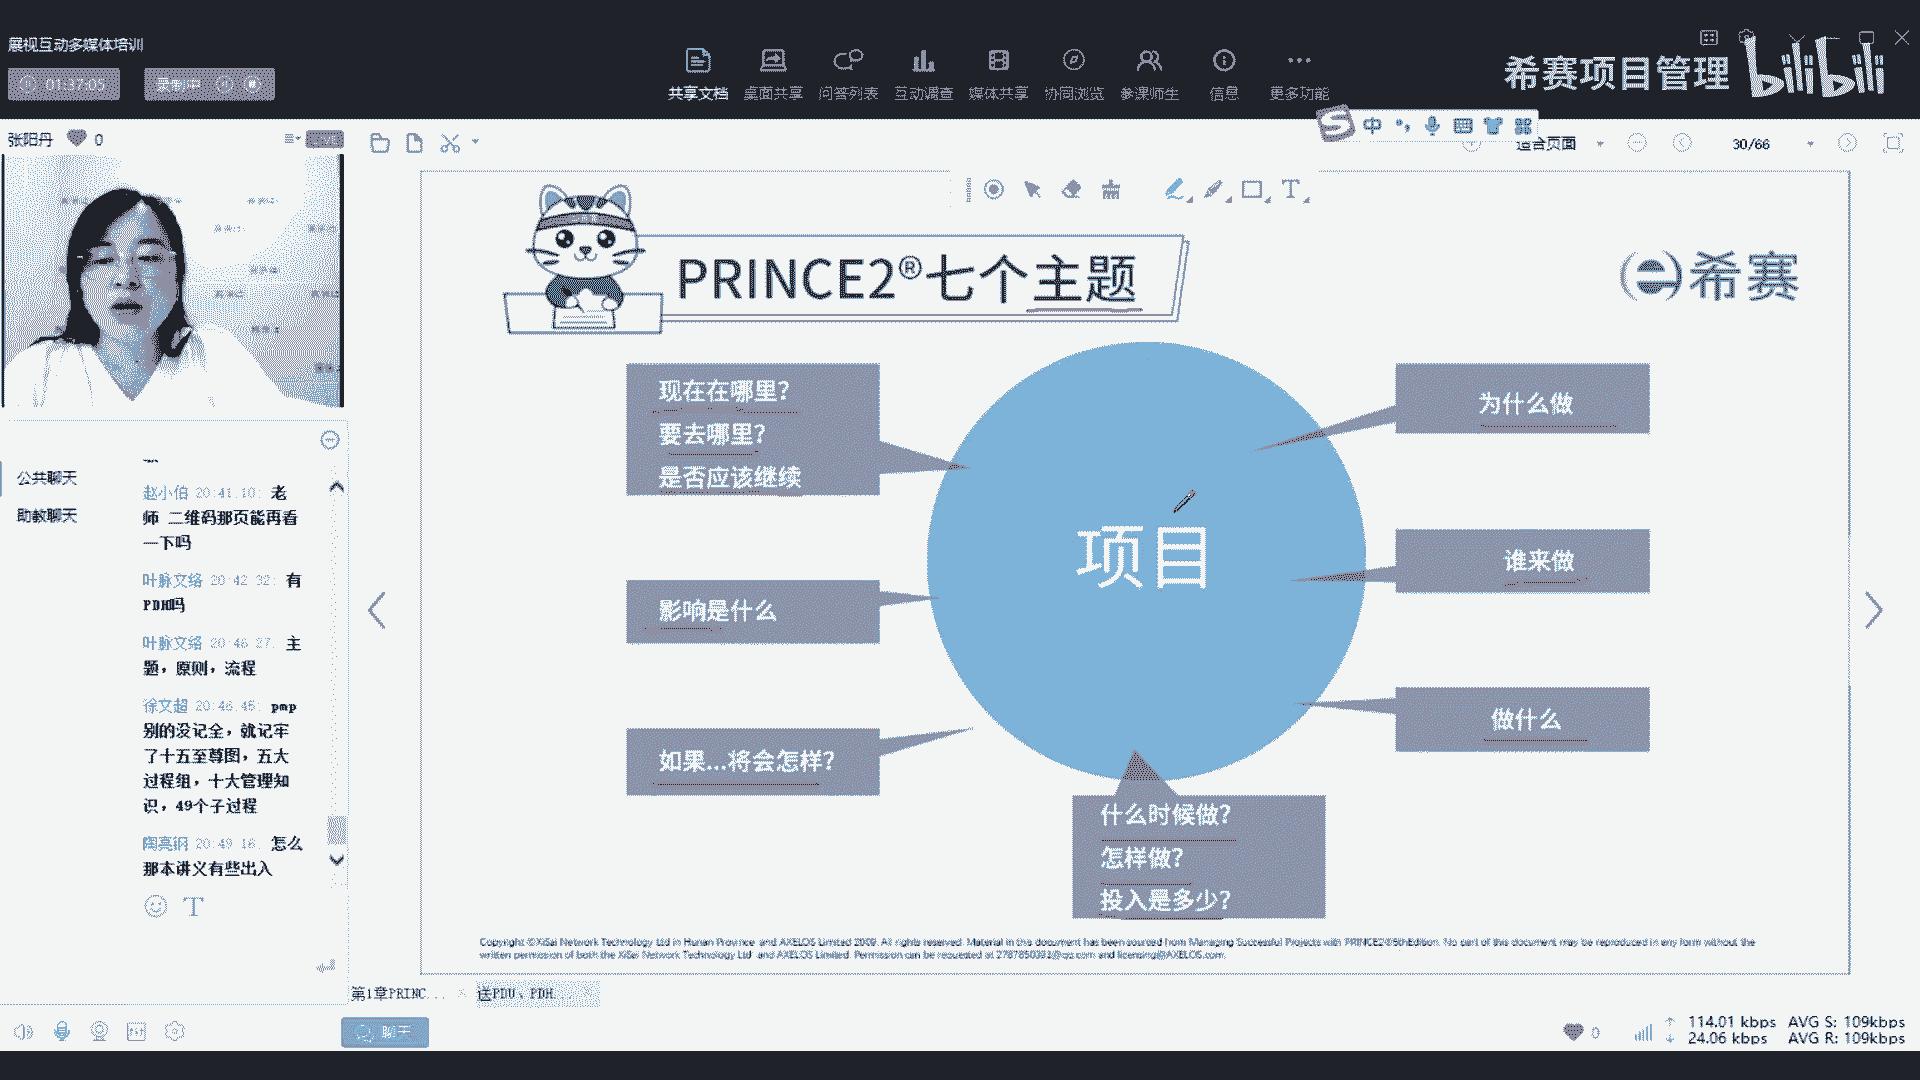 展视互动多媒体培训
01:37:05
录制中
共享文档
桌面共享
问答列表
互动调查
媒体共享
协同浏览
参课师生
信息
更多功能
希赛项目管理
bilibili
张阳丹
0
中
适合页面
30/66
PRINCE2®七个主题
希赛
现在在哪里?
要去哪里?
是否应该继续
为什么做
项目
谁来做
影响是什么
做什么
如果...将会怎样?
什么时候做?
怎样做?
投入是多少?
公共聊天
助教聊天
赵小伯 20:41:10: 老
师 二维码那页能再看
一下吗
叶脉文络 20:42:32: 有
PDH吗
叶脉文络 20:46:27: 主
题，原则，流程
徐文超 20:46:45: pmp
别的没记全，就记牢
了十五至尊图，五大
过程组，十大管理知
识，49个子过程
陶亮钢 20:49:16: 怎么
那本讲义有些出入
Copyright ©XiSai Network Technology Ltd in Hunan Province and AXELOS Limited 2009. All rights reserved. Material in this document has been sourced from Managing Successful Projects with PRINCE2®5thEdition. No part of this document may be reproduced in any form without the
written permission of both the XiSai Network Technology Ltd and AXELOS Limited. Permission can be requested at and licensing@AXELOS.com.
第1章PRINC...
送PDU、PDH...
聊天
0
114.01 kbps AVG S: 109kbps
24.06 kbps AVG R: 109kbps